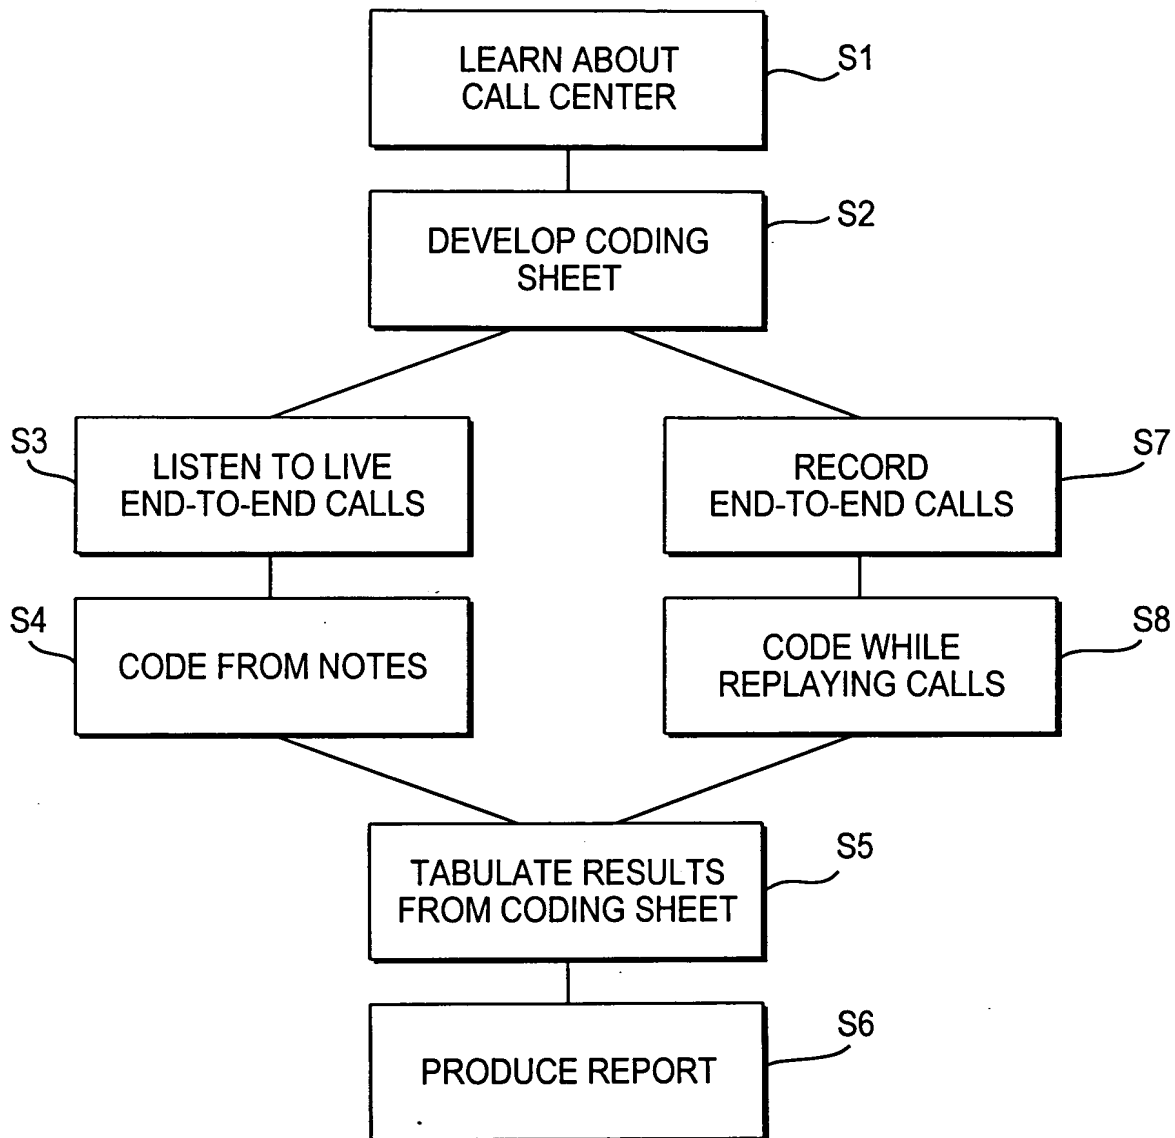 LEARN ABOUT
CALL CENTER
S1
DEVELOP CODING
SHEET
S2
S3
LISTEN TO LIVE
END-TO-END CALLS
RECORD
END-TO-END CALLS
S7
S4
CODE FROM NOTES
CODE WHILE
REPLAYING CALLS
S8
TABULATE RESULTS
FROM CODING SHEET
S5
PRODUCE REPORT
S6